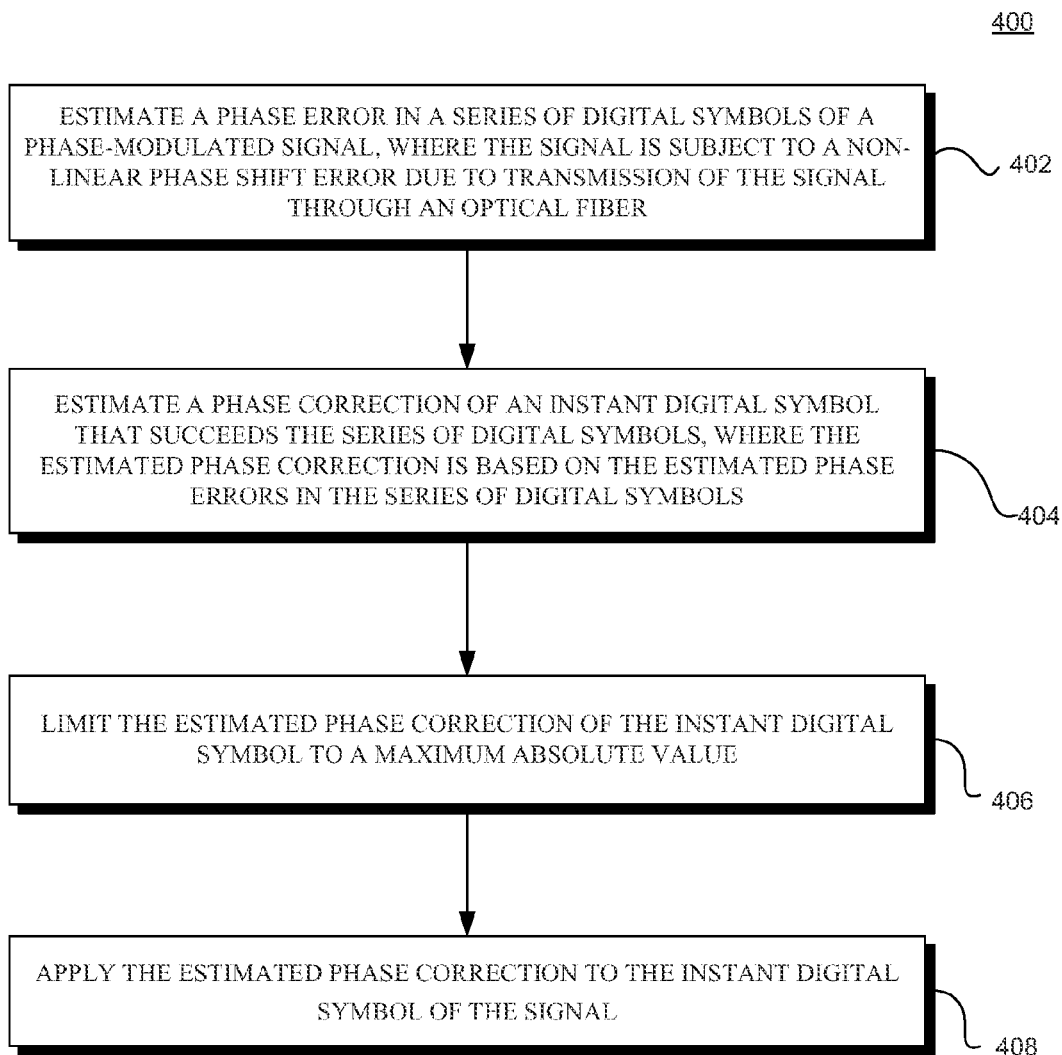 400
ESTIMATE A PHASE ERROR IN A SERIES OF DIGITAL SYMBOLS OF A
PHASE-MODULATED SIGNAL, WHERE THE SIGNAL IS SUBJECT TO A NON-
LINEAR PHASE SHIFT ERROR DUE TO TRANSMISSION OF THE SIGNAL
THROUGH AN OPTICAL FIBER
402
ESTIMATE A PHASE CORRECTION OF AN INSTANT DIGITAL SYMBOL
THAT SUCCEEDS THE SERIES OF DIGITAL SYMBOLS, WHERE THE
ESTIMATED PHASE CORRECTION IS BASED ON THE ESTIMATED PHASE
ERRORS IN THE SERIES OF DIGITAL SYMBOLS
404
LIMIT THE ESTIMATED PHASE CORRECTION OF THE INSTANT DIGITAL
SYMBOL TO A MAXIMUM ABSOLUTE VALUE
406
APPLY THE ESTIMATED PHASE CORRECTION TO THE INSTANT DIGITAL
SYMBOL OF THE SIGNAL
408